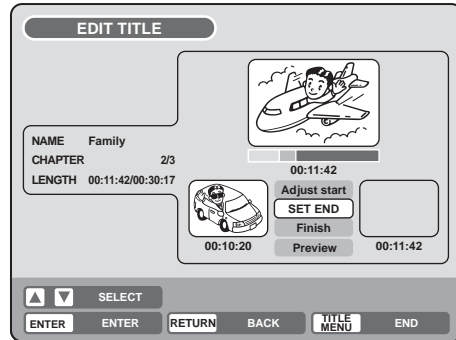 EDIT TITLE
NAME Family
CHAPTER 2/3
LENGTH 00:11:42/00:30:17
00:11:42
Adjust start
SET END
Finish
Preview
00:10:20
00:11:42
SELECT
ENTER ENTER RETURN BACK TITLE MENU END